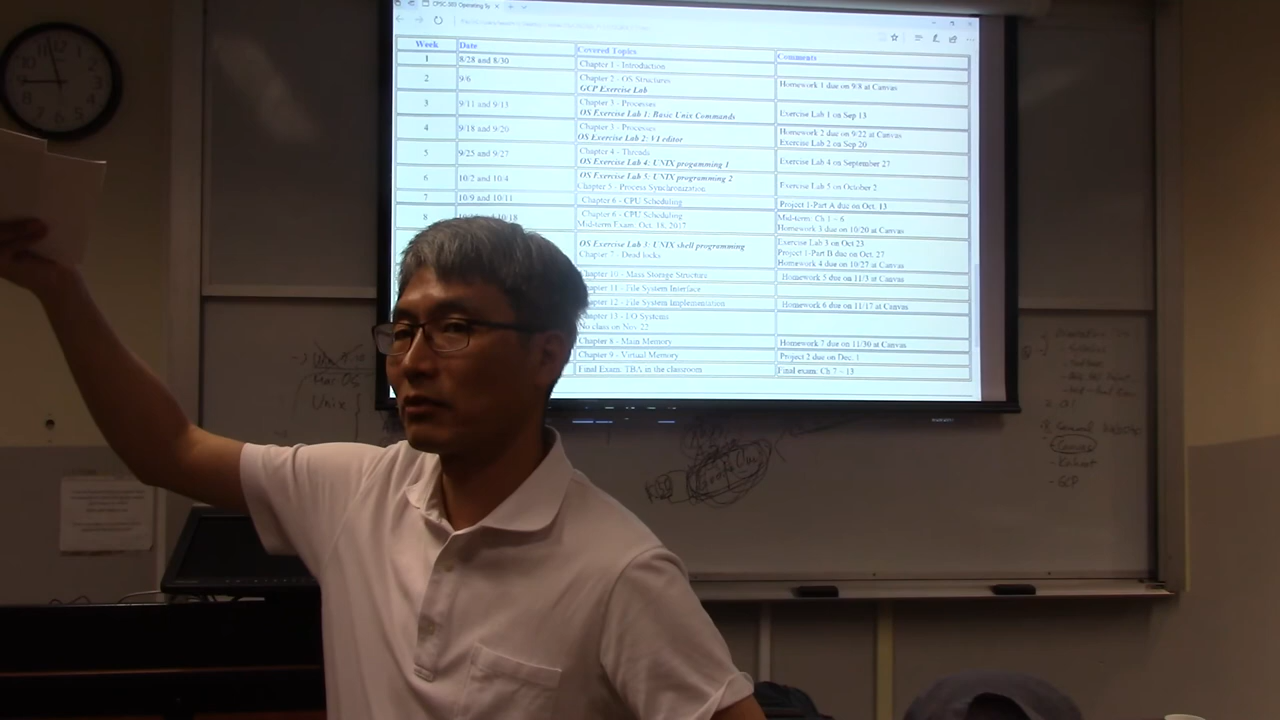 CPSC-303 Operating Sy
Week Date Covered Topics Comments
1 8/28 and 8/30 Chapter 1 - Introduction
2 9/6 Chapter 2 - OS Structures Homework 1 due on 9/8 at Canvas
GCP Exercise Lab
3 9/11 and 9/13 Chapter 3 - Processes Exercise Lab 1 on Sep 13
OS Exercise Lab 1: Basic Unix Commands
4 9/18 and 9/20 Chapter 3 - Processes Homework 2 due on 9/22 at Canvas
OS Exercise Lab 2: VI editor Exercise Lab 2 on Sep 20
5 9/25 and 9/27 Chapter 4 - Threads Exercise Lab 4 on September 27
OS Exercise Lab 4: UNIX progamming 1
6 10/2 and 10/4 OS Exercise Lab 5: UNIX programming 2 Exercise Lab 5 on October 2
Chapter 5 - Process Synchronization
7 10/9 and 10/11 Chapter 6 - CPU Scheduling Project 1-Part A due on Oct. 13
8 10/18 Chapter 6 - CPU Scheduling Mid-term: Ch 1 ~ 6
Mid-term Exam: Oct. 18, 2017 Homework 3 due on 10/20 at Canvas
OS Exercise Lab 3: UNIX shell programming Exercise Lab 3 on Oct 23
Chapter 7 - Dead locks Project 1-Part B due on Oct. 27
Homework 4 due on 10/27 at Canvas
Chapter 10 - Mass Storage Structure Homework 5 due on 11/3 at Canvas
Chapter 11 - File System Interface
Chapter 12 - File System Implementation Homework 6 due on 11/17 at Canvas
Chapter 13 - I/O Systems
No class on Nov 22
Chapter 8 - Main Memory Homework 7 due on 11/30 at Canvas
Chapter 9 - Virtual Memory Project 2 due on Dec. 1
Final Exam: TBA in the classroom Final exam: Ch 7 ~ 13
Mac OS
Unix
General
Canvas
- Kahoot
- GCP